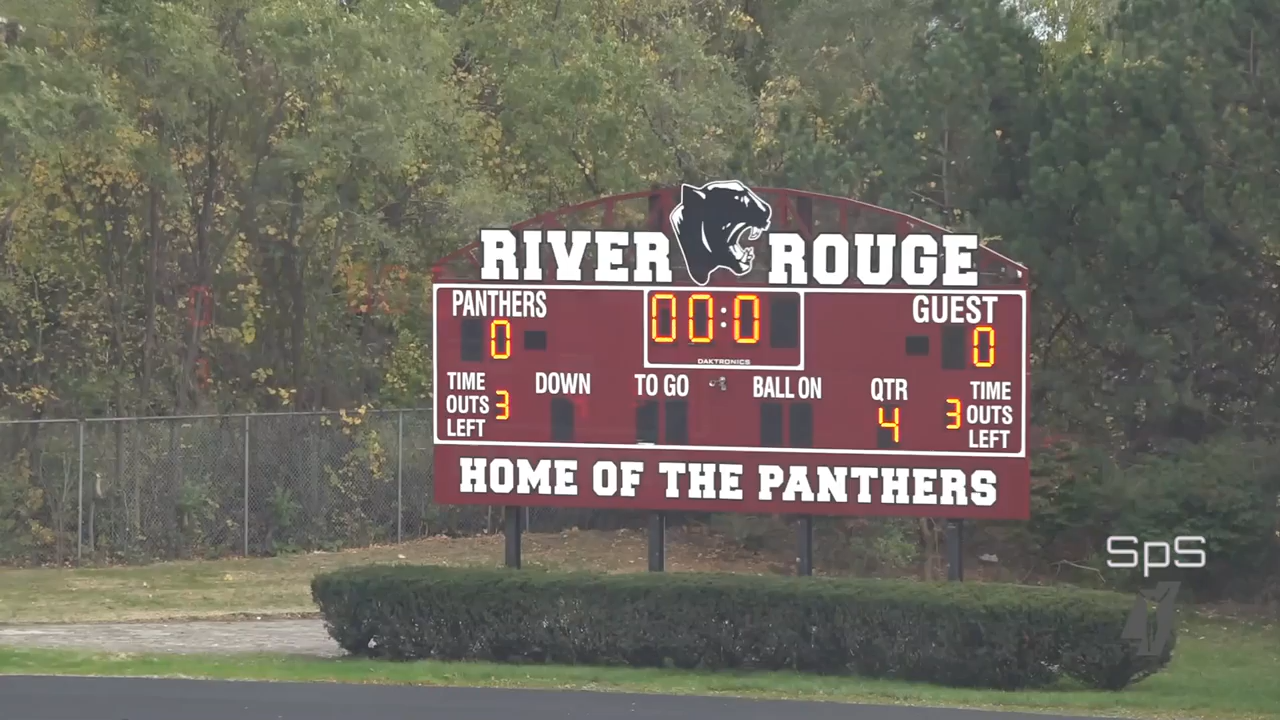 RIVER ROUGE
PANTHERS
0
00:0
GUEST
0
DAKTRONICS
TIME
OUTS 3
LEFT
DOWN
TO GO
BALL ON
QTR
4
TIME
3 OUTS
LEFT
HOME OF THE PANTHERS
SpS